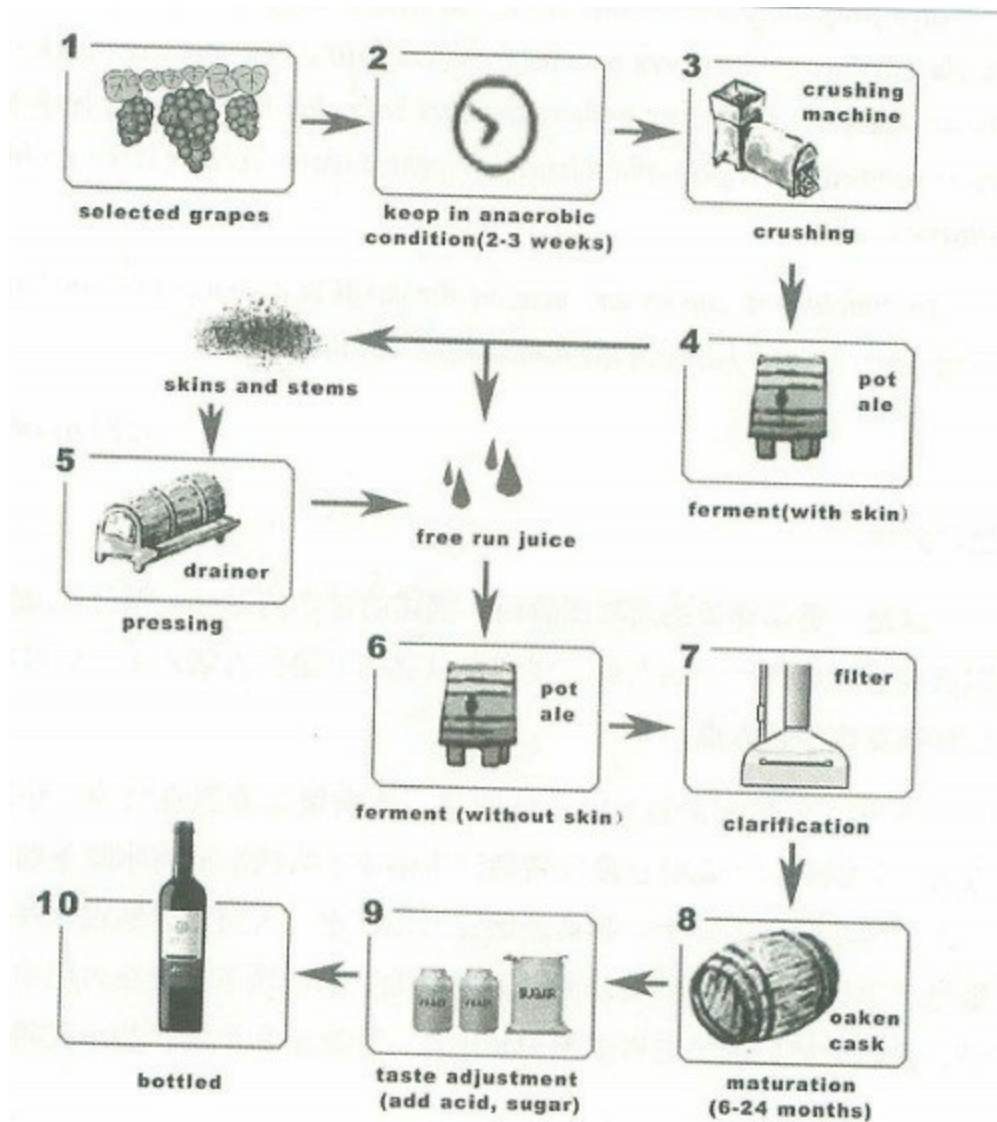 1
2
3
crushing
machine
selected grapes
keep in anaerobic
condition(2-3 weeks)
crushing
skins and stems
4
pot
ale
ferment(with skin)
5
drainer
pressing
free run juice
6
pot
ale
ferment (without skin)
7
filter
clarification
8
oaken
cask
maturation
(6-24 months)
9
SUGAR
taste adjustment
(add acid, sugar)
10
bottled